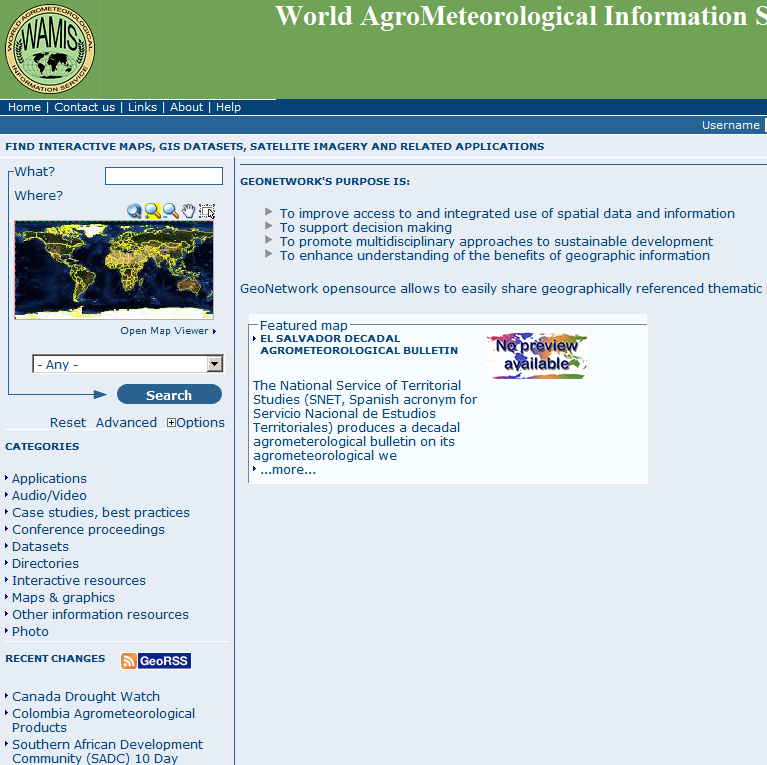 WORLD AGROMETEOROLOGICAL
WAMIS
INFORMATION SERVICE
World AgroMeteorological Information S
Home | Contact us | Links | About | Help
Username
FIND INTERACTIVE MAPS, GIS DATASETS, SATELLITE IMAGERY AND RELATED APPLICATIONS
What?
Where?
Open Map Viewer
- Any -
Search
Reset Advanced Options
CATEGORIES
Applications
Audio/Video
Case studies, best practices
Conference proceedings
Datasets
Directories
Interactive resources
Maps & graphics
Other information resources
Photo
RECENT CHANGES GeoRSS
Canada Drought Watch
Colombia Agrometeorological
Products
Southern African Development
Community (SADC) 10 Day
GEONETWORK'S PURPOSE IS:
To improve access to and integrated use of spatial data and information
To support decision making
To promote multidisciplinary approaches to sustainable development
To enhance understanding of the benefits of geographic information
GeoNetwork opensource allows to easily share geographically referenced thematic
Featured map
EL SALVADOR DECADAL
AGROMETEOROLOGICAL BULLETIN
No preview
available
The National Service of Territorial
Studies (SNET, Spanish acronym for
Servicio Nacional de Estudios
Territoriales) produces a decadal
agrometerological bulletin on its
agrometeorological we
...more...